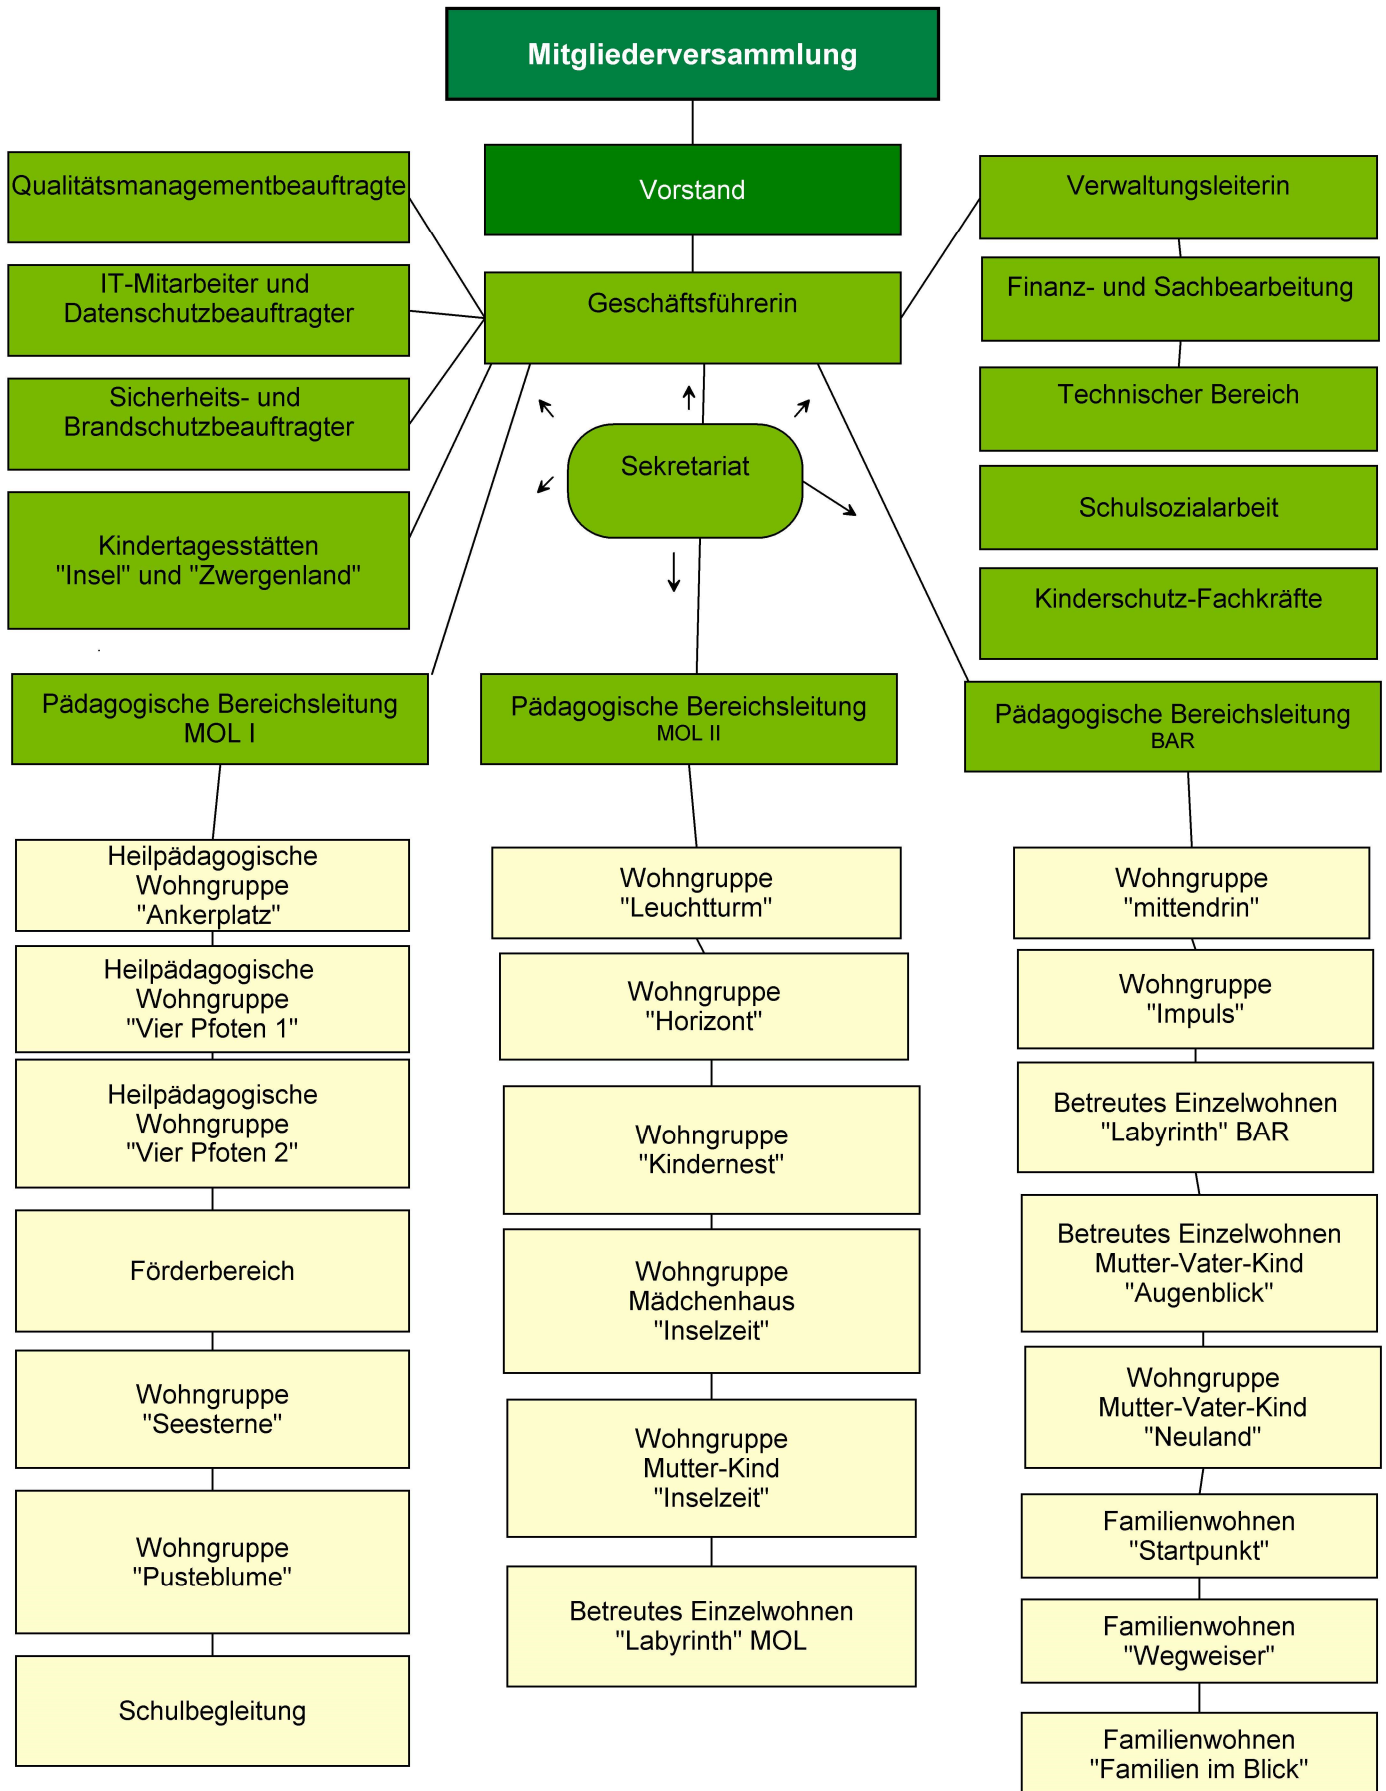 Mitgliederversammlung
Vorstand
Geschäftsführerin
Sekretariat
Qualitätsmanagementbeauftragte
IT-Mitarbeiter und
Datenschutzbeauftragter
Sicherheits- und
Brandschutzbeauftragter
Kindertagesstätten
"Insel" und "Zwergenland"
Verwaltungsleiterin
Finanz- und Sachbearbeitung
Technischer Bereich
Schulsozialarbeit
Kinderschutz-Fachkräfte
Pädagogische Bereichsleitung
MOL I
Heilpädagogische
Wohngruppe
"Ankerplatz"
Heilpädagogische
Wohngruppe
"Vier Pfoten 1"
Heilpädagogische
Wohngruppe
"Vier Pfoten 2"
Förderbereich
Wohngruppe
"Seesterne"
Wohngruppe
"Pusteblume"
Schulbegleitung
Pädagogische Bereichsleitung
MOL II
Wohngruppe
"Leuchtturm"
Wohngruppe
"Horizont"
Wohngruppe
"Kindernest"
Wohngruppe
Mädchenhaus
"Inselzeit"
Wohngruppe
Mutter-Kind
"Inselzeit"
Betreutes Einzelwohnen
"Labyrinth" MOL
Pädagogische Bereichsleitung
BAR
Wohngruppe
"mittendrin"
Wohngruppe
"Impuls"
Betreutes Einzelwohnen
"Labyrinth" BAR
Betreutes Einzelwohnen
Mutter-Vater-Kind
"Augenblick"
Wohngruppe
Mutter-Vater-Kind
"Neuland"
Familienwohnen
"Startpunkt"
Familienwohnen
"Wegweiser"
Familienwohnen
"Familien im Blick"